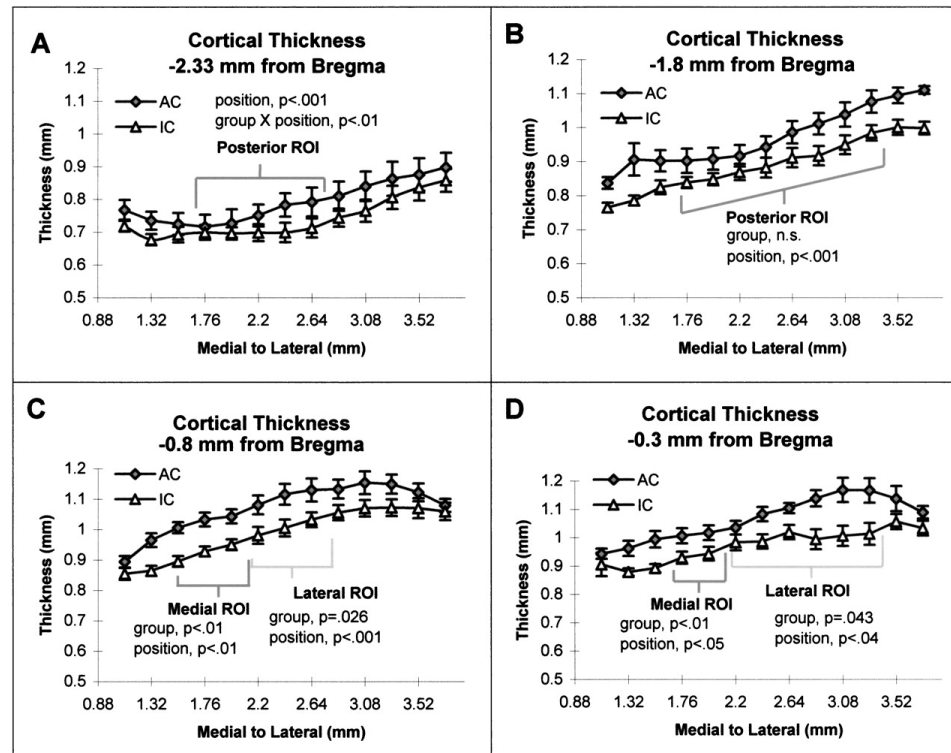 A
Cortical Thickness
-2.33 mm from Bregma
1.2
1.1
1
0.9
0.8
0.7
0.6
0.5
Thickness (mm)
AC
IC
position, p<.001
group X position, p<.01
Posterior ROI
0.88 1.32 1.76 2.2 2.64 3.08 3.52
Medial to Lateral (mm)
B
Cortical Thickness
-1.8 mm from Bregma
1.2
1.1
1
0.9
0.8
0.7
0.6
0.5
Thickness (mm)
AC
IC
Posterior ROI
group, n.s.
position, p<.001
0.88 1.32 1.76 2.2 2.64 3.08 3.52
Medial to Lateral (mm)
C
Cortical Thickness
-0.8 mm from Bregma
1.2
1.1
1
0.9
0.8
0.7
0.6
0.5
Thickness (mm)
AC
IC
Medial ROI
group, p<.01
position, p<.01
Lateral ROI
group, p=.026
position, p<.001
0.88 1.32 1.76 2.2 2.64 3.08 3.52
Medial to Lateral (mm)
D
Cortical Thickness
-0.3 mm from Bregma
1.2
1.1
1
0.9
0.8
0.7
0.6
0.5
Thickness (mm)
AC
IC
Medial ROI
group, p<.01
position, p<.05
Lateral ROI
group, p=.043
position, p<.04
0.88 1.32 1.76 2.2 2.64 3.08 3.52
Medial to Lateral (mm)